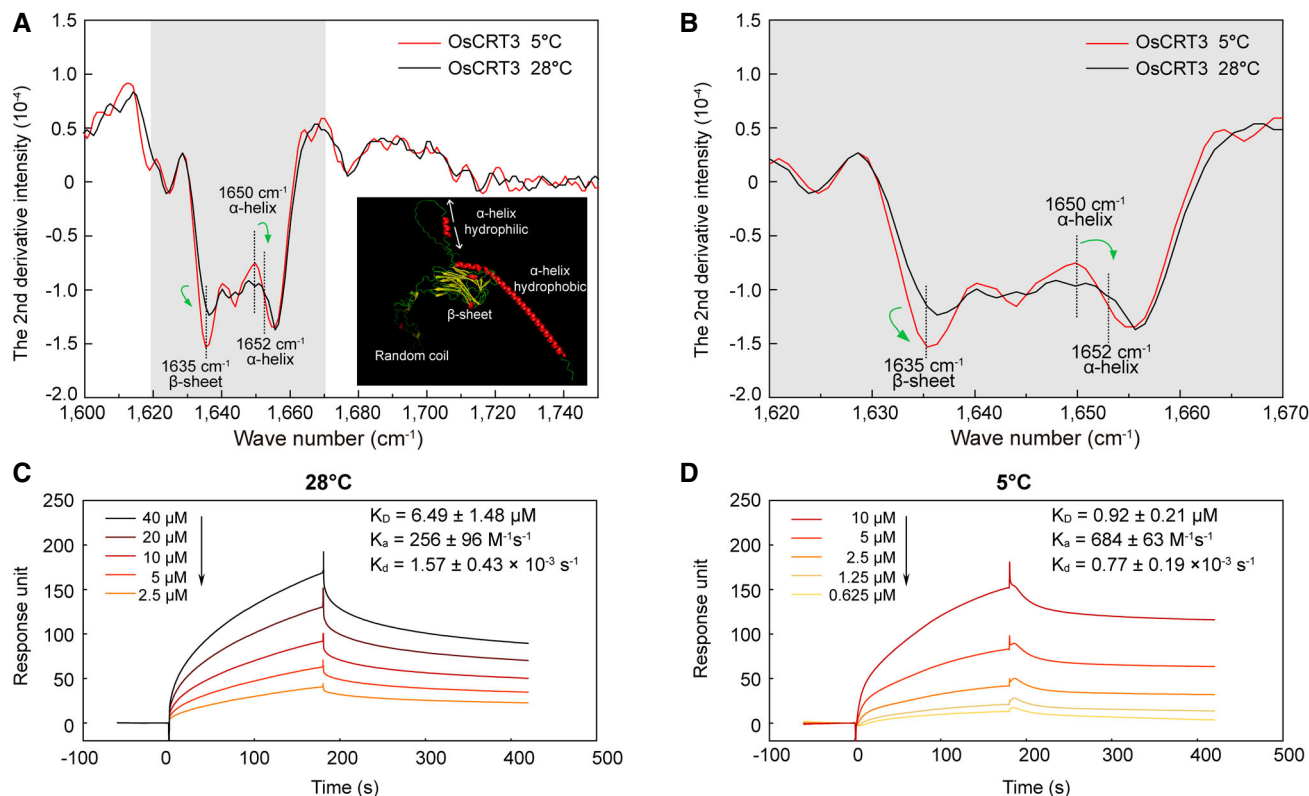 A
The 2nd derivative intensity (10⁻⁴)
1.5
1.0
0.5
0
-0.5
-1.0
-1.5
-2.0
OsCRT3 5°C
OsCRT3 28°C
1650 cm⁻¹
α-helix
1635 cm⁻¹
β-sheet
1652 cm⁻¹
α-helix
α-helix
hydrophilic
α-helix
hydrophobic
β-sheet
Random coil
1,600 1,620 1,640 1,660 1,680 1,700 1,720 1,740
Wave number (cm⁻¹)
B
The 2nd derivative intensity (10⁻⁴)
1.5
1.0
0.5
0
-0.5
-1.0
-1.5
-2.0
OsCRT3 5°C
OsCRT3 28°C
1650 cm⁻¹
α-helix
1635 cm⁻¹
β-sheet
1652 cm⁻¹
α-helix
1,620 1,630 1,640 1,650 1,660 1,670
Wave number (cm⁻¹)
C
28°C
Response unit
250
200
150
100
50
0
40 μM
20 μM
10 μM
5 μM
2.5 μM
K_D = 6.49 ± 1.48 μM
K_a = 256 ± 96 M⁻¹s⁻¹
K_d = 1.57 ± 0.43 × 10⁻³ s⁻¹
-100 0 100 200 300 400 500
Time (s)
D
5°C
Response unit
250
200
150
100
50
0
10 μM
5 μM
2.5 μM
1.25 μM
0.625 μM
K_D = 0.92 ± 0.21 μM
K_a = 684 ± 63 M⁻¹s⁻¹
K_d = 0.77 ± 0.19 ×10⁻³ s⁻¹
-100 0 100 200 300 400 500
Time (s)